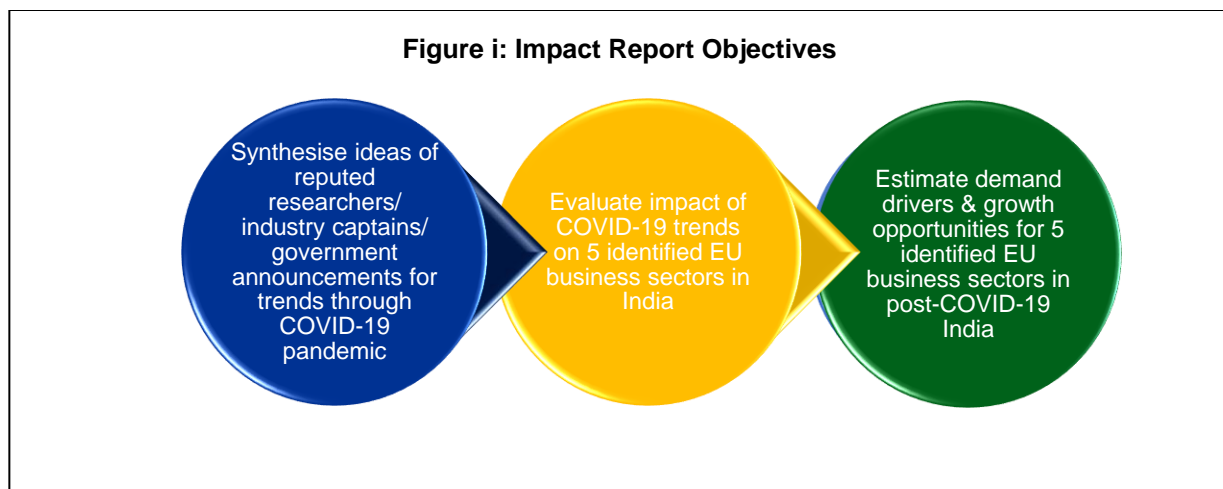 Figure i: Impact Report Objectives
Synthesise ideas of
reputed
researchers/
industry captains/
government
announcements for
trends through
COVID-19
pandemic
Evaluate impact of
COVID-19 trends
on 5 identified EU
business sectors in
India
Estimate demand
drivers & growth
opportunities for 5
identified EU
business sectors in
post-COVID-19
India